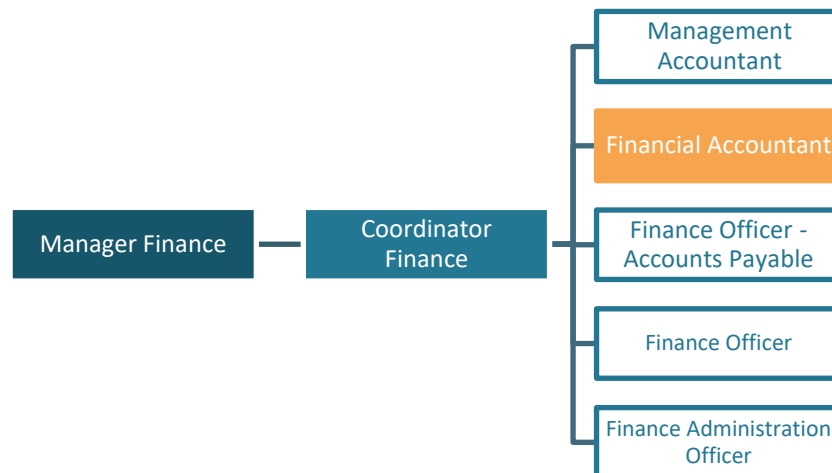 Management
Accountant
Financial Accountant
Manager Finance
Coordinator
Finance
Finance Officer -
Accounts Payable
Finance Officer
Finance Administration
Officer